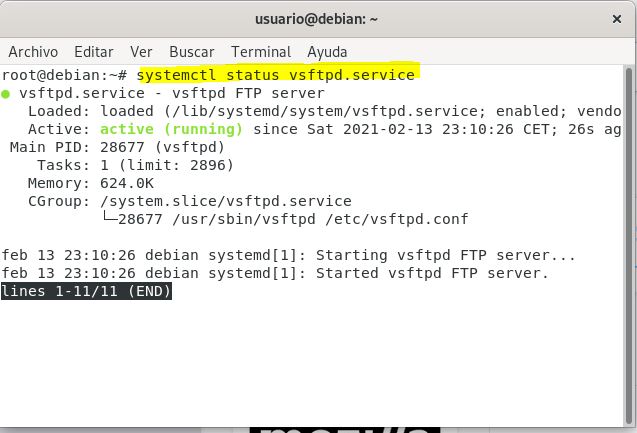 usuario@debian: ~
Archivo Editar Ver Buscar Terminal Ayuda
root@debian:~# systemctl status vsftpd.service
● vsftpd.service - vsftpd FTP server
   Loaded: loaded (/lib/systemd/system/vsftpd.service; enabled; vendo
   Active: active (running) since Sat 2021-02-13 23:10:26 CET; 26s ag
 Main PID: 28677 (vsftpd)
    Tasks: 1 (limit: 2896)
   Memory: 624.0K
   CGroup: /system.slice/vsftpd.service
           └─28677 /usr/sbin/vsftpd /etc/vsftpd.conf
feb 13 23:10:26 debian systemd[1]: Starting vsftpd FTP server...
feb 13 23:10:26 debian systemd[1]: Started vsftpd FTP server.
lines 1-11/11 (END)